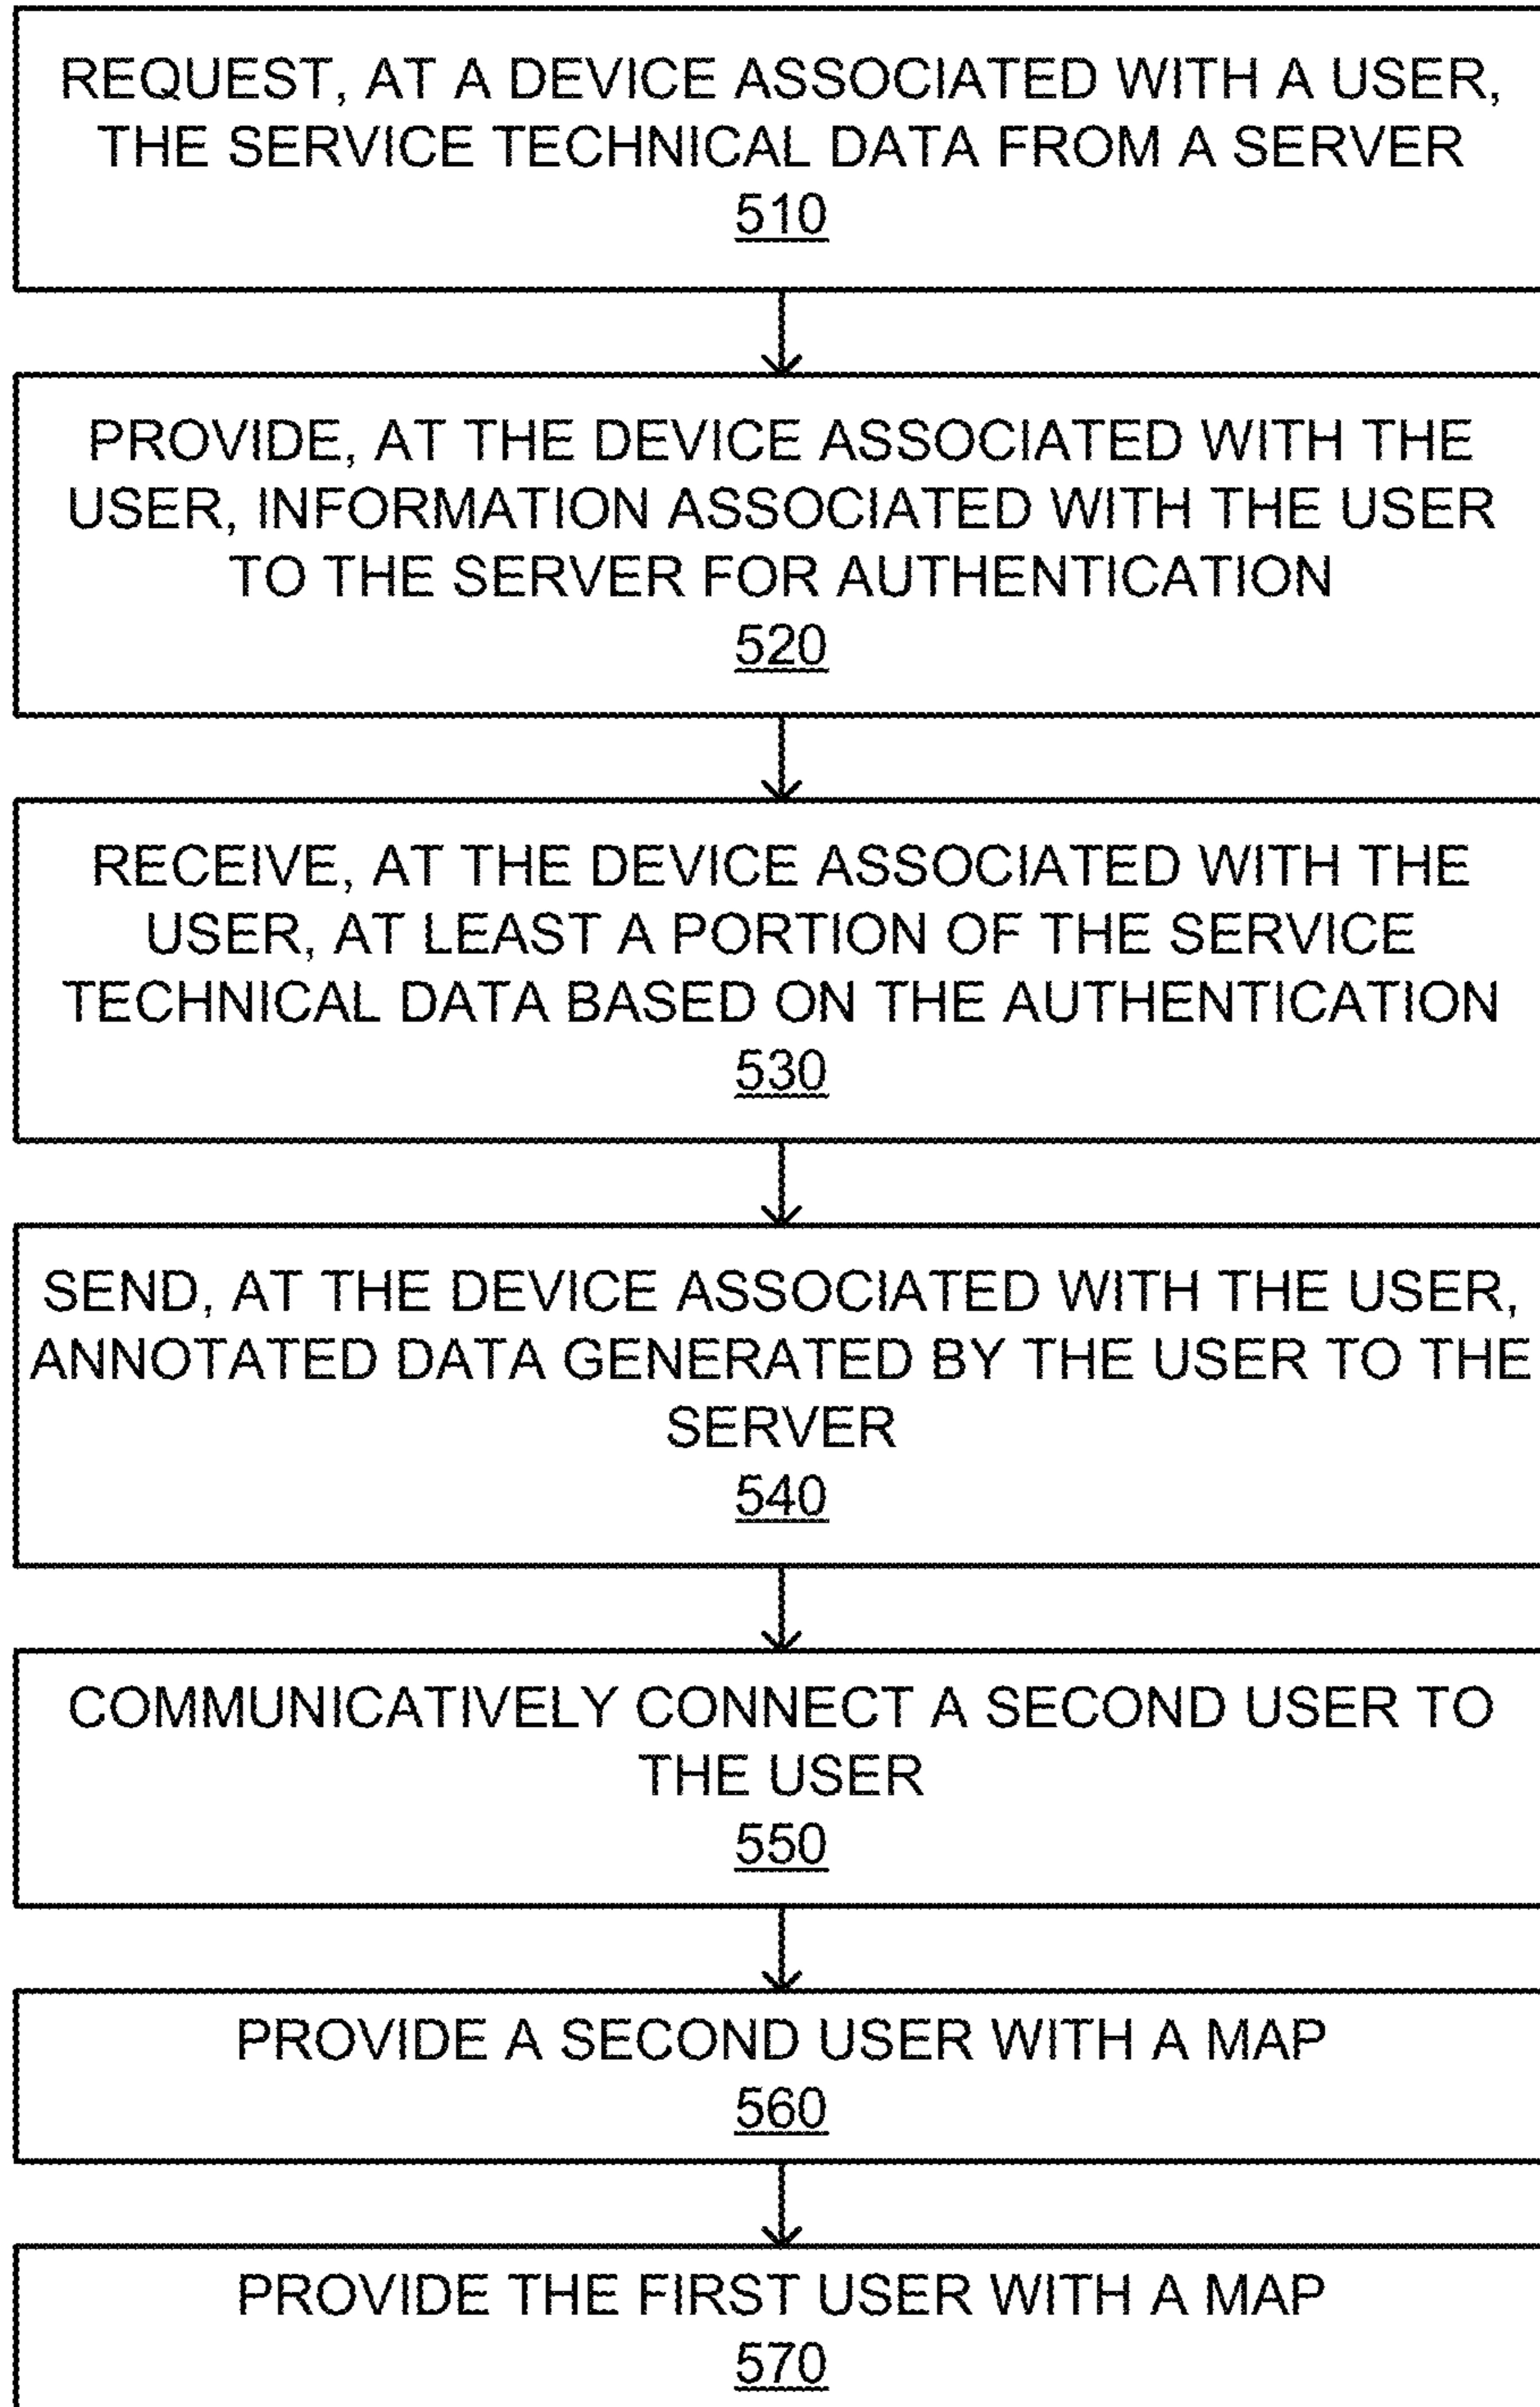 REQUEST, AT A DEVICE ASSOCIATED WITH A USER,
THE SERVICE TECHNICAL DATA FROM A SERVER
510
PROVIDE, AT THE DEVICE ASSOCIATED WITH THE
USER, INFORMATION ASSOCIATED WITH THE USER
TO THE SERVER FOR AUTHENTICATION
520
RECEIVE, AT THE DEVICE ASSOCIATED WITH THE
USER, AT LEAST A PORTION OF THE SERVICE
TECHNICAL DATA BASED ON THE AUTHENTICATION
530
SEND, AT THE DEVICE ASSOCIATED WITH THE USER,
ANNOTATED DATA GENERATED BY THE USER TO THE
SERVER
540
COMMUNICATIVELY CONNECT A SECOND USER TO
THE USER
550
PROVIDE A SECOND USER WITH A MAP
560
PROVIDE THE FIRST USER WITH A MAP
570